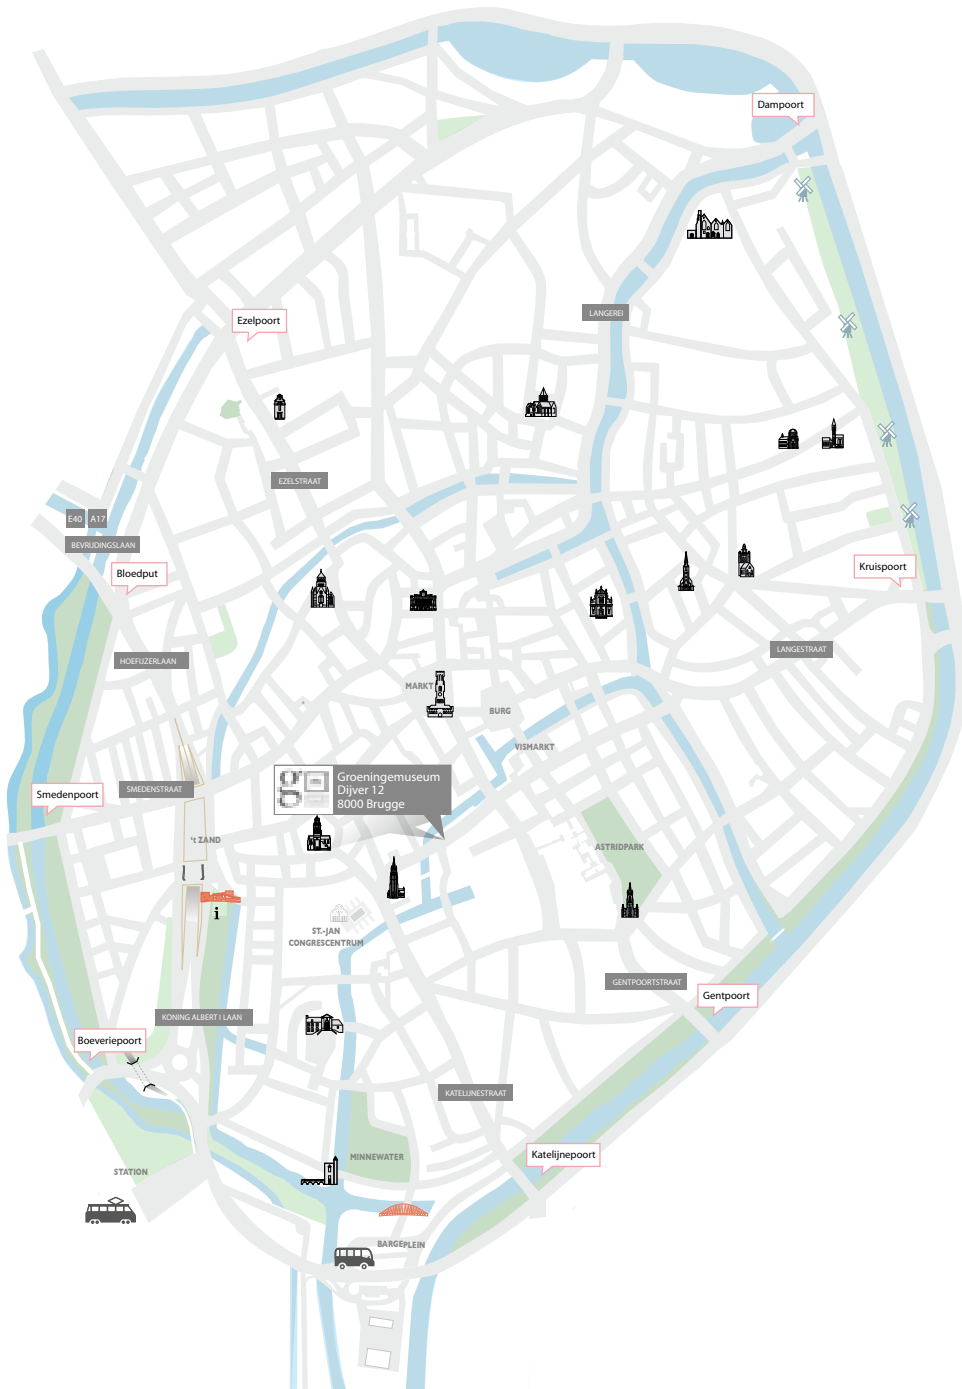 Dampoort
LANGEREI
Ezelpoort
EZELSTRAAT
E40 A17
BEVRIJDINGSLAAN
Bloedput
Kruispoort
HOEFIJZERLAAN
LANGESTRAAT
MARKT
BURG
VISMARKT
ga
Groeningemuseum
Dijver 12
8000 Brugge
SMEDENSTRAAT
Smedenpoort
't ZAND
ASTRIDPARK
i
ST.-JAN
CONGRESCENTRUM
GENTPOORTSTRAAT
Gentpoort
KONING ALBERT I LAAN
Boeveriepoort
KATELIJNESTRAAT
MINNEWATER
Katelijnepoort
STATION
BARGEPLEIN